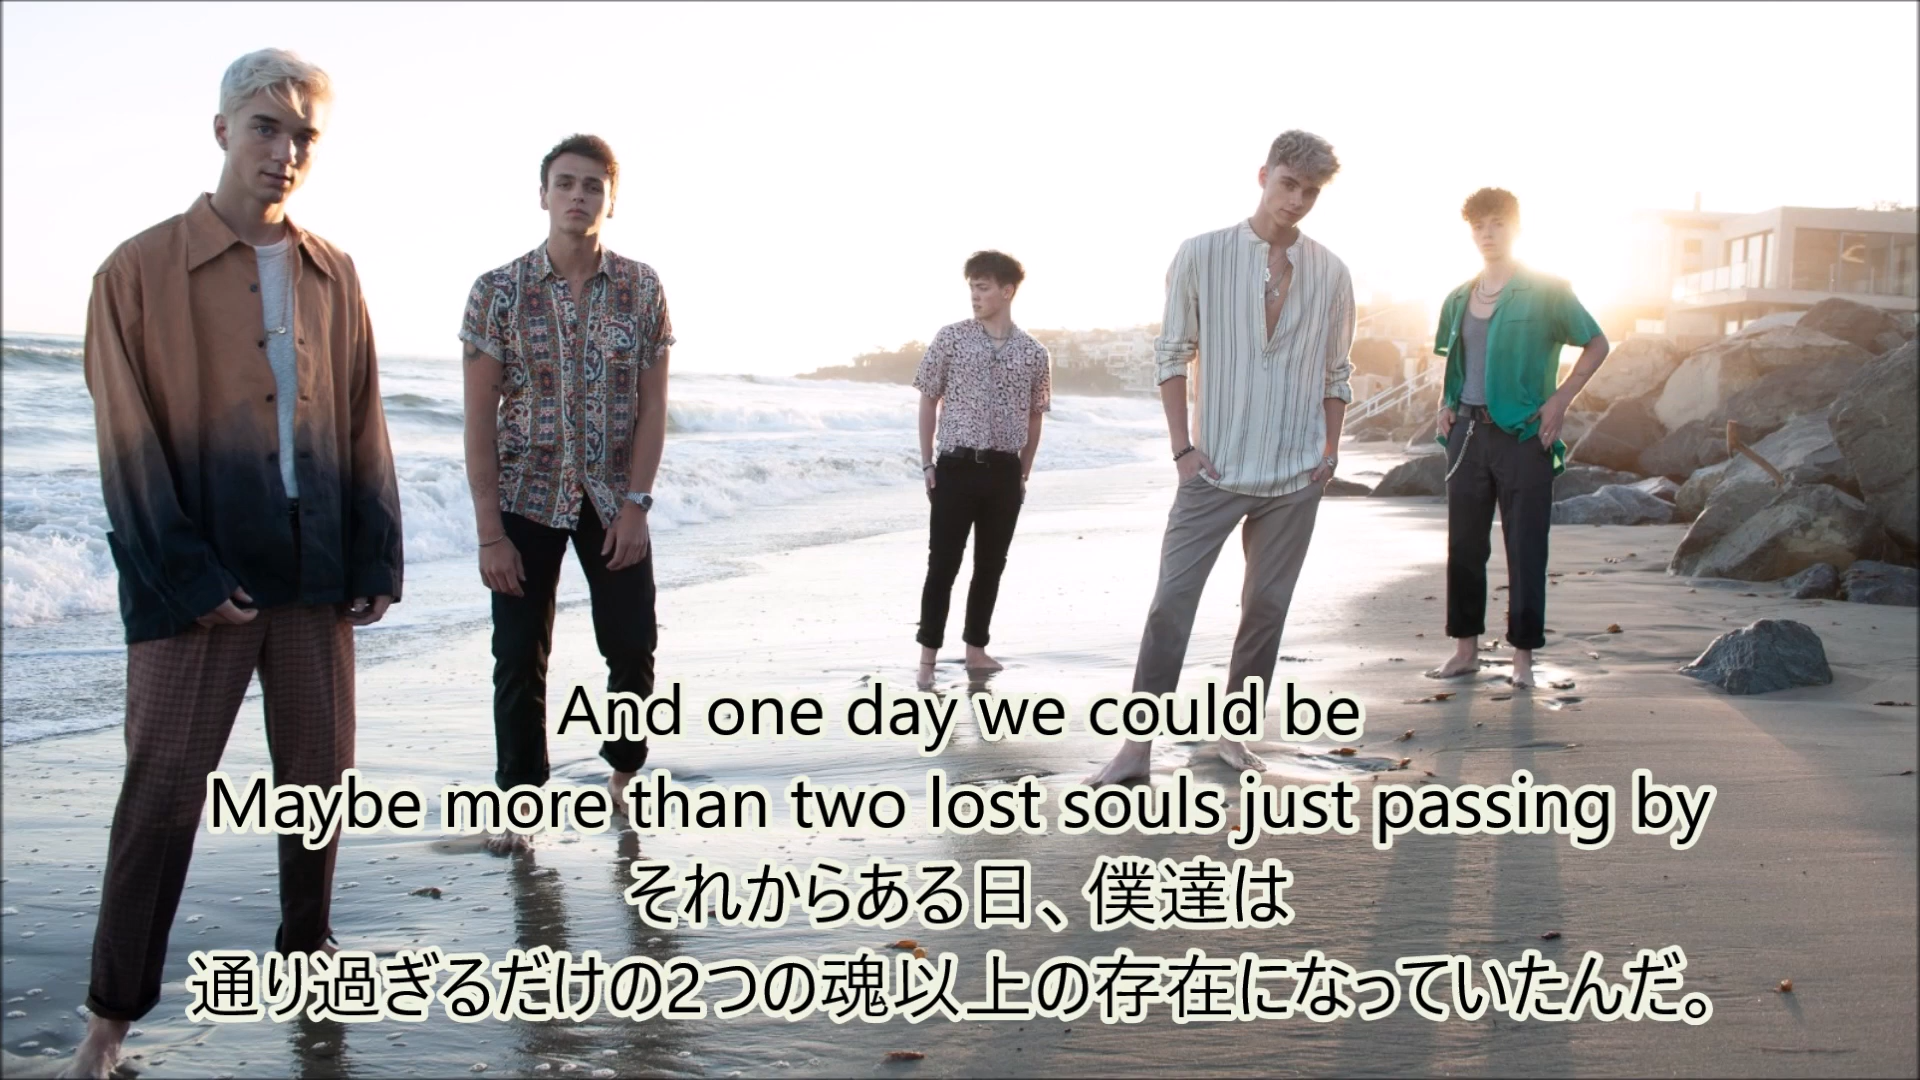 And one day we could be
Maybe more than two lost souls just passing by
それからある日、僕達は
通り過ぎるだけの2つの魂以上の存在になっていたんだ。